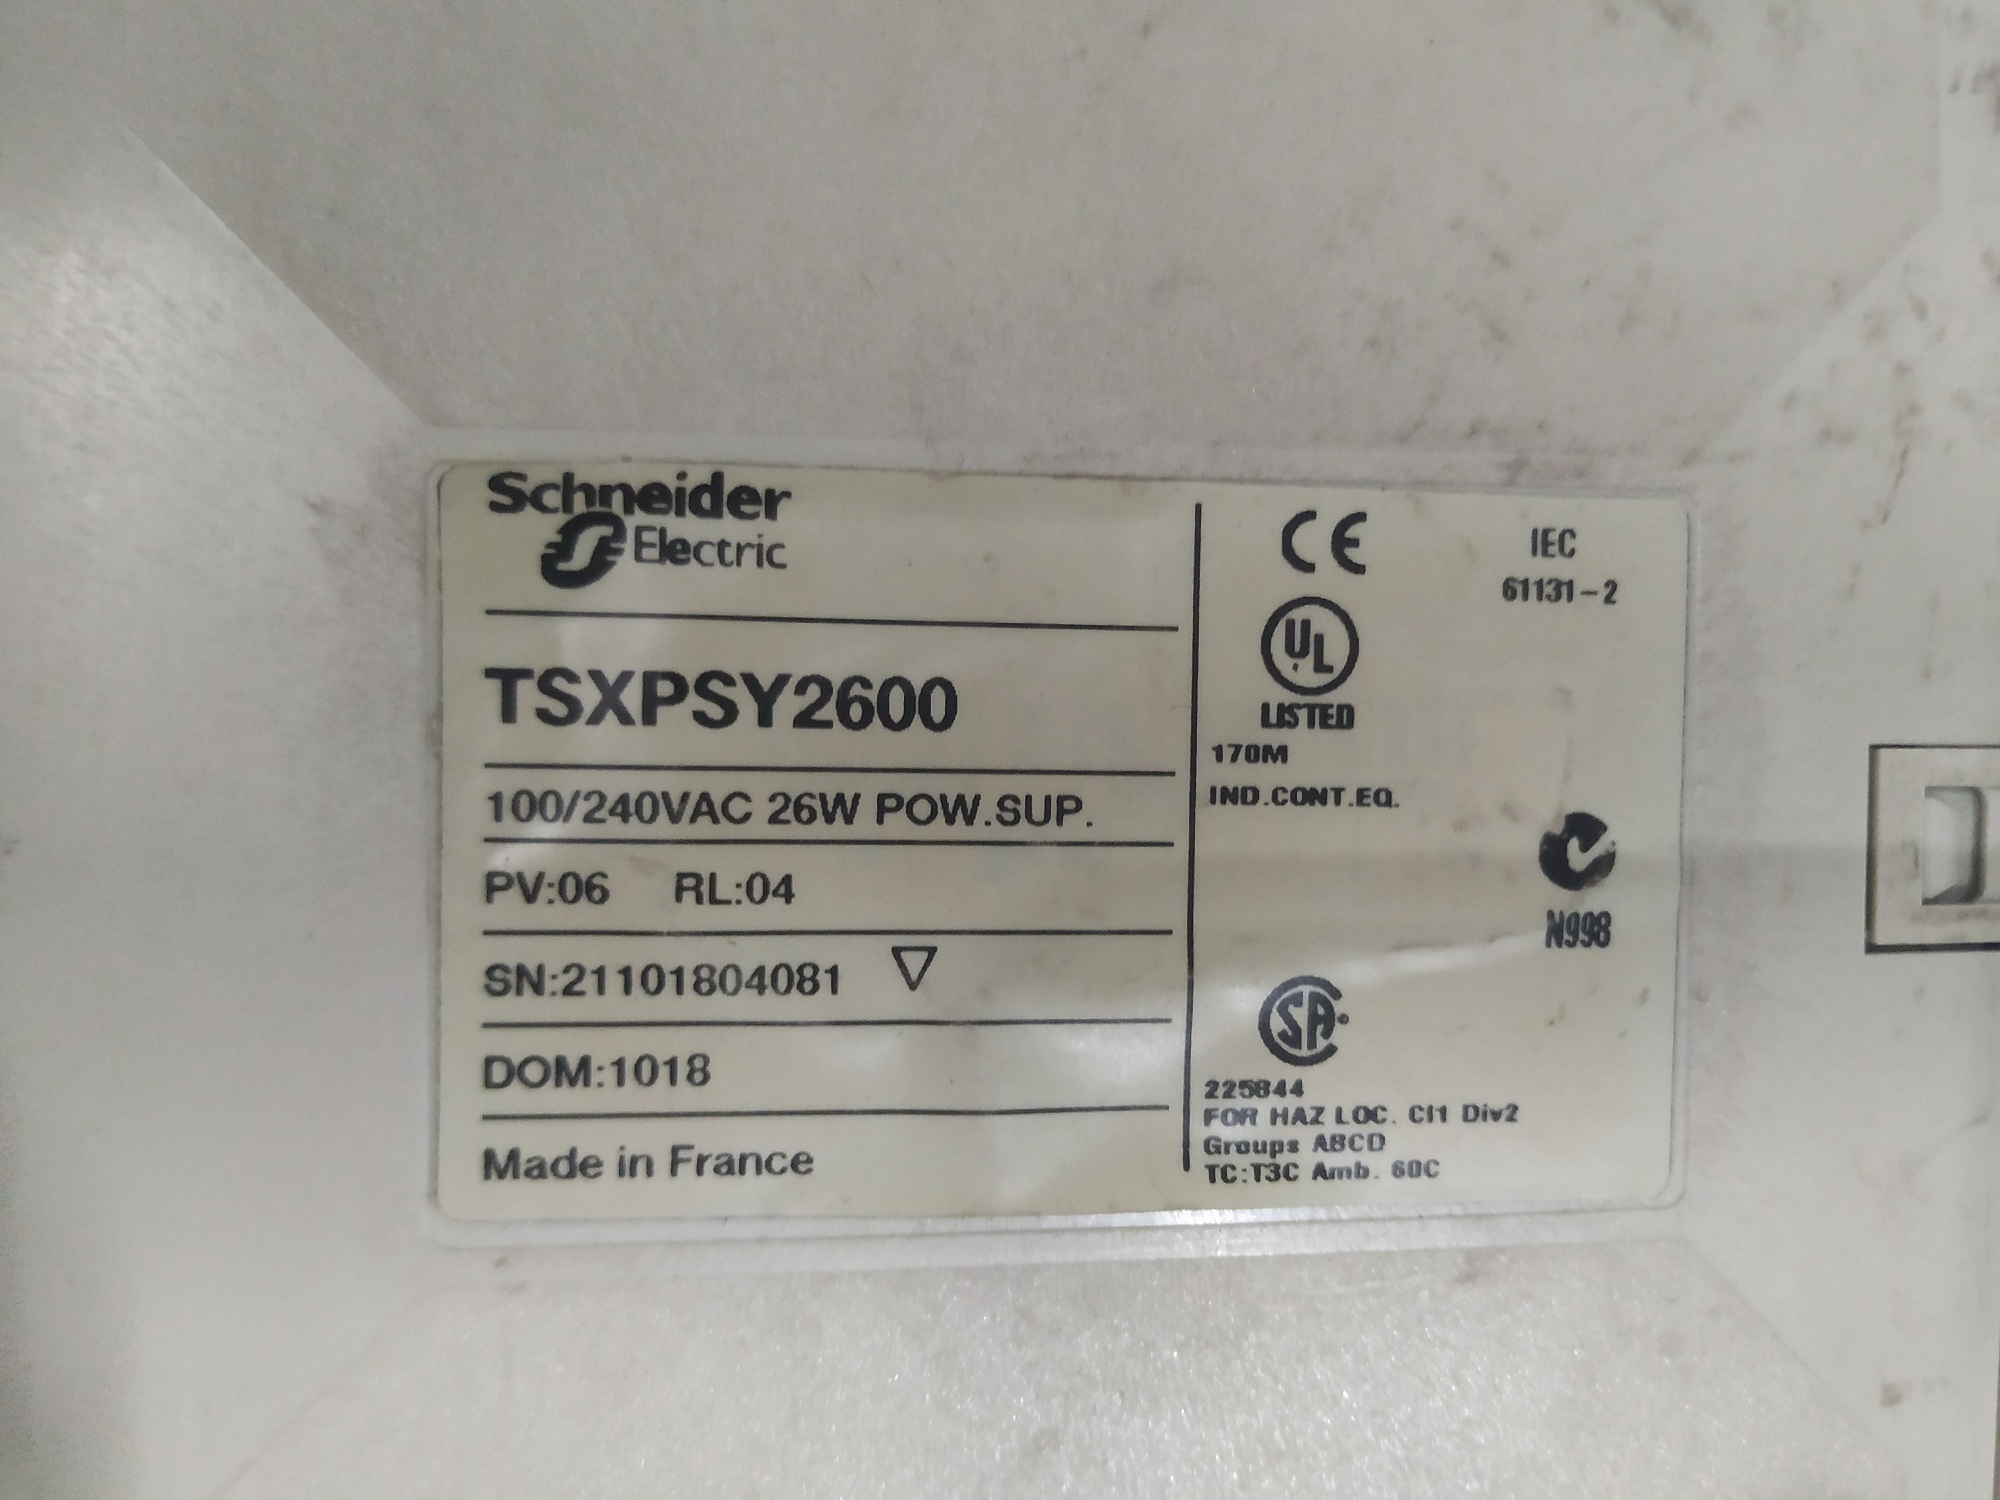 Schneider
Electric
TSXPSY2600
100/240VAC 26W POW.SUP.
PV:06 RL:04
SN:21101804081
DOM:1018
Made in France
CE
IEC
61131-2
UL
LISTED
170M
IND.CONT.EQ.
N998
SA
225844
FOR HAZ LOC. Cl1 Div2
Groups ABCD
TC:T3C Amb. 60C